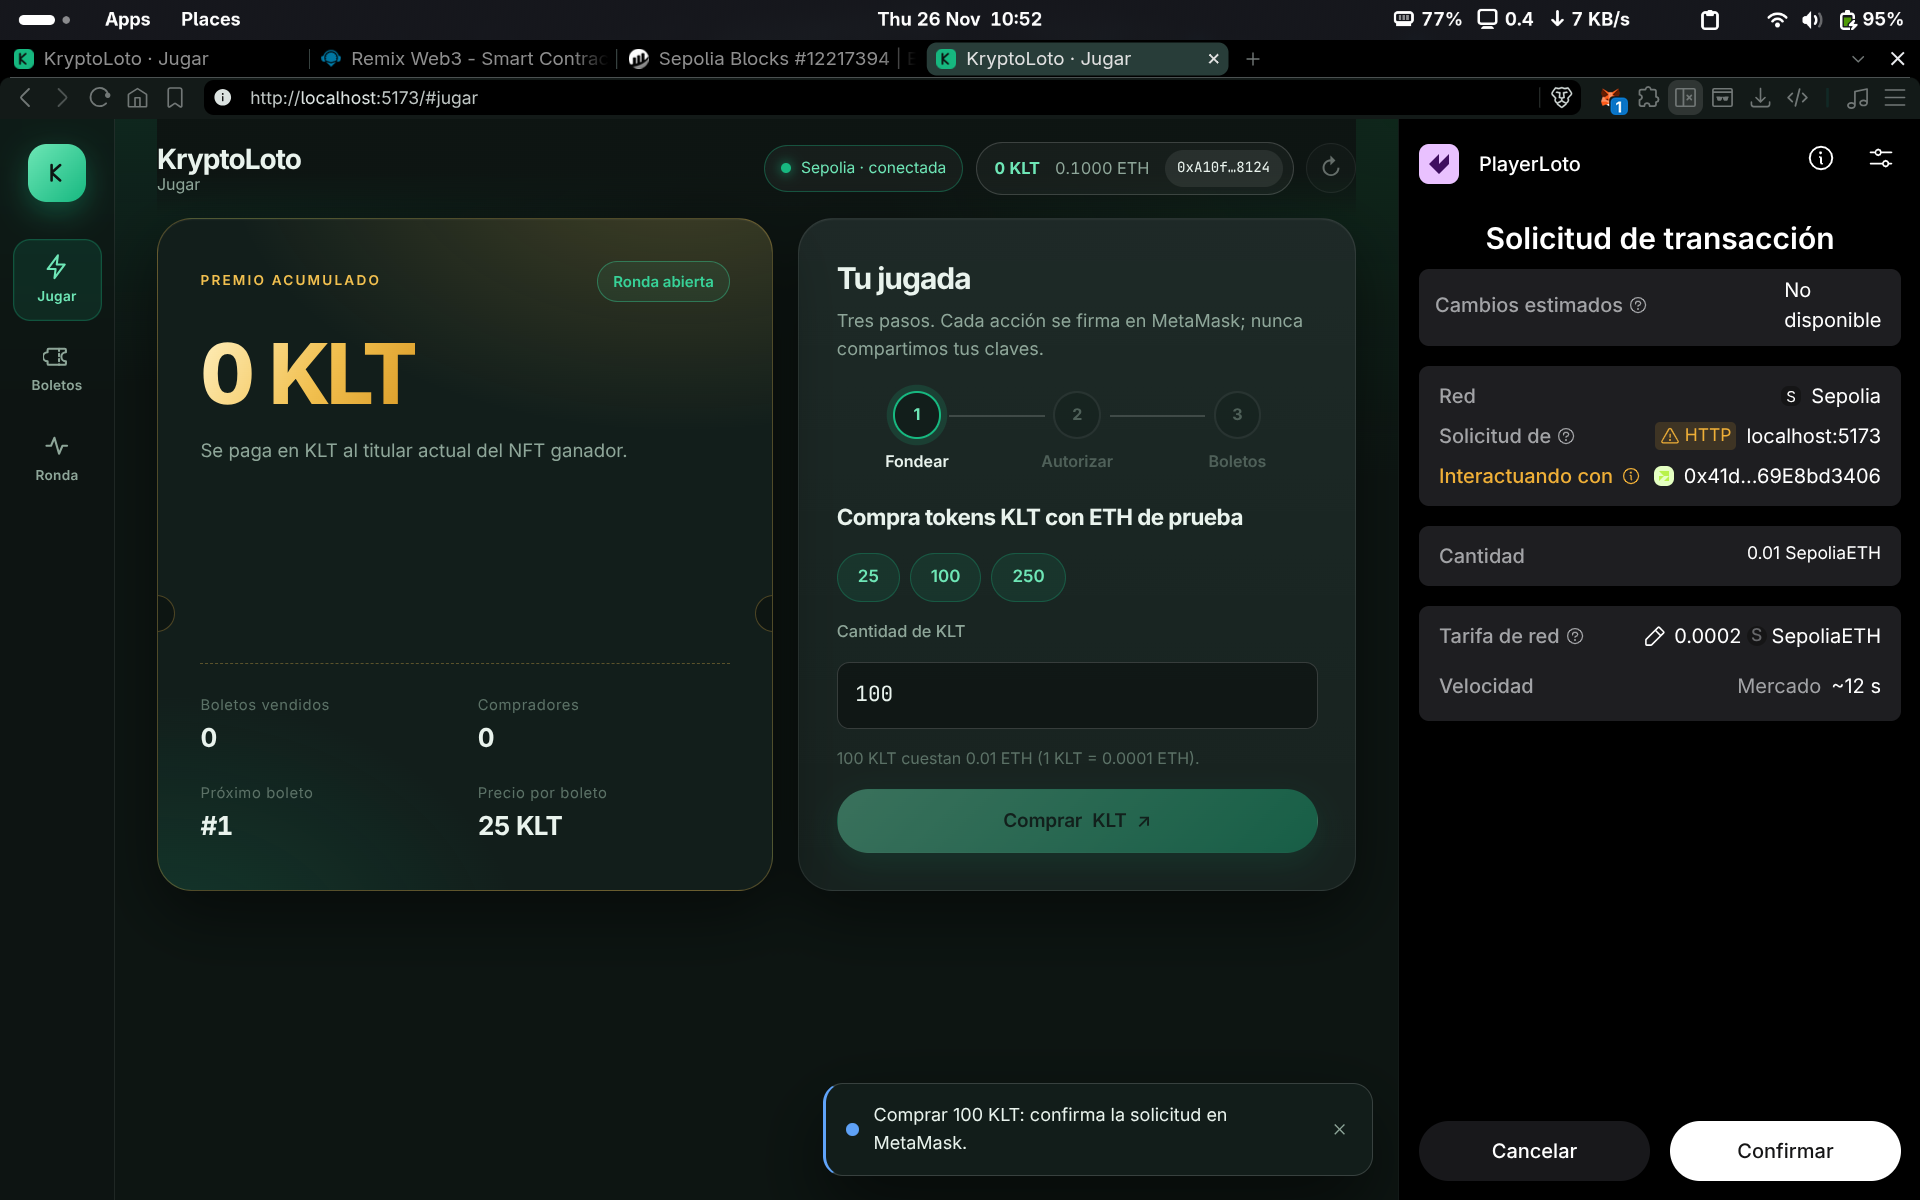 Apps Places
Thu 26 Nov 10:52
77% 0.4 7 KB/s 95%
KryptoLoto · Jugar
Remix Web3 - Smart Contrac
Sepolia Blocks #12217394
KryptoLoto · Jugar
http://localhost:5173/#jugar
1
K
Jugar
Boletos
Ronda
KryptoLoto
Jugar
Sepolia · conectada
0 KLT 0.1000 ETH 0xA10f…8124
PREMIO ACUMULADO
Ronda abierta
0 KLT
Se paga en KLT al titular actual del NFT ganador.
Boletos vendidos
0
Compradores
0
Próximo boleto
#1
Precio por boleto
25 KLT
Tu jugada
Tres pasos. Cada acción se firma en MetaMask; nunca
compartimos tus claves.
1 2 3
Fondear Autorizar Boletos
Compra tokens KLT con ETH de prueba
25 100 250
Cantidad de KLT
100
100 KLT cuestan 0.01 ETH (1 KLT = 0.0001 ETH).
Comprar KLT
Comprar 100 KLT: confirma la solicitud en
MetaMask.
PlayerLoto
Solicitud de transacción
Cambios estimados
No
disponible
Red S Sepolia
Solicitud de HTTP localhost:5173
Interactuando con 0x41d...69E8bd3406
Cantidad 0.01 SepoliaETH
Tarifa de red 0.0002 S SepoliaETH
Velocidad Mercado ~12 s
Cancelar
Confirmar